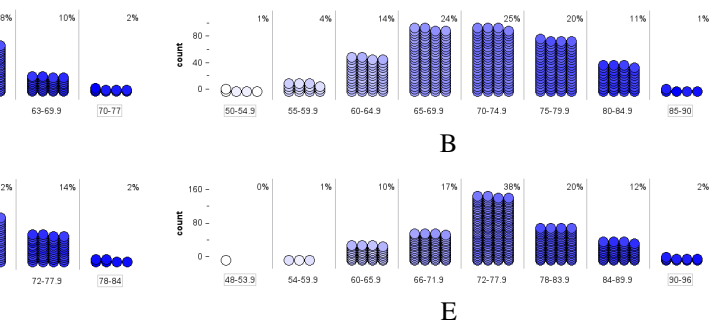 8% 10% 2%
63-69.9 70-77
count
80
40
0
1% 4% 14% 24% 25% 20% 11% 1%
50-54.9 55-59.9 60-64.9 65-69.9 70-74.9 75-79.9 80-84.9 85-90
B
2% 14% 2%
72-77.9 78-84
count
160
80
0
0% 1% 10% 17% 38% 20% 12% 2%
48-53.9 54-59.9 60-65.9 66-71.9 72-77.9 78-83.9 84-89.9 90-96
E